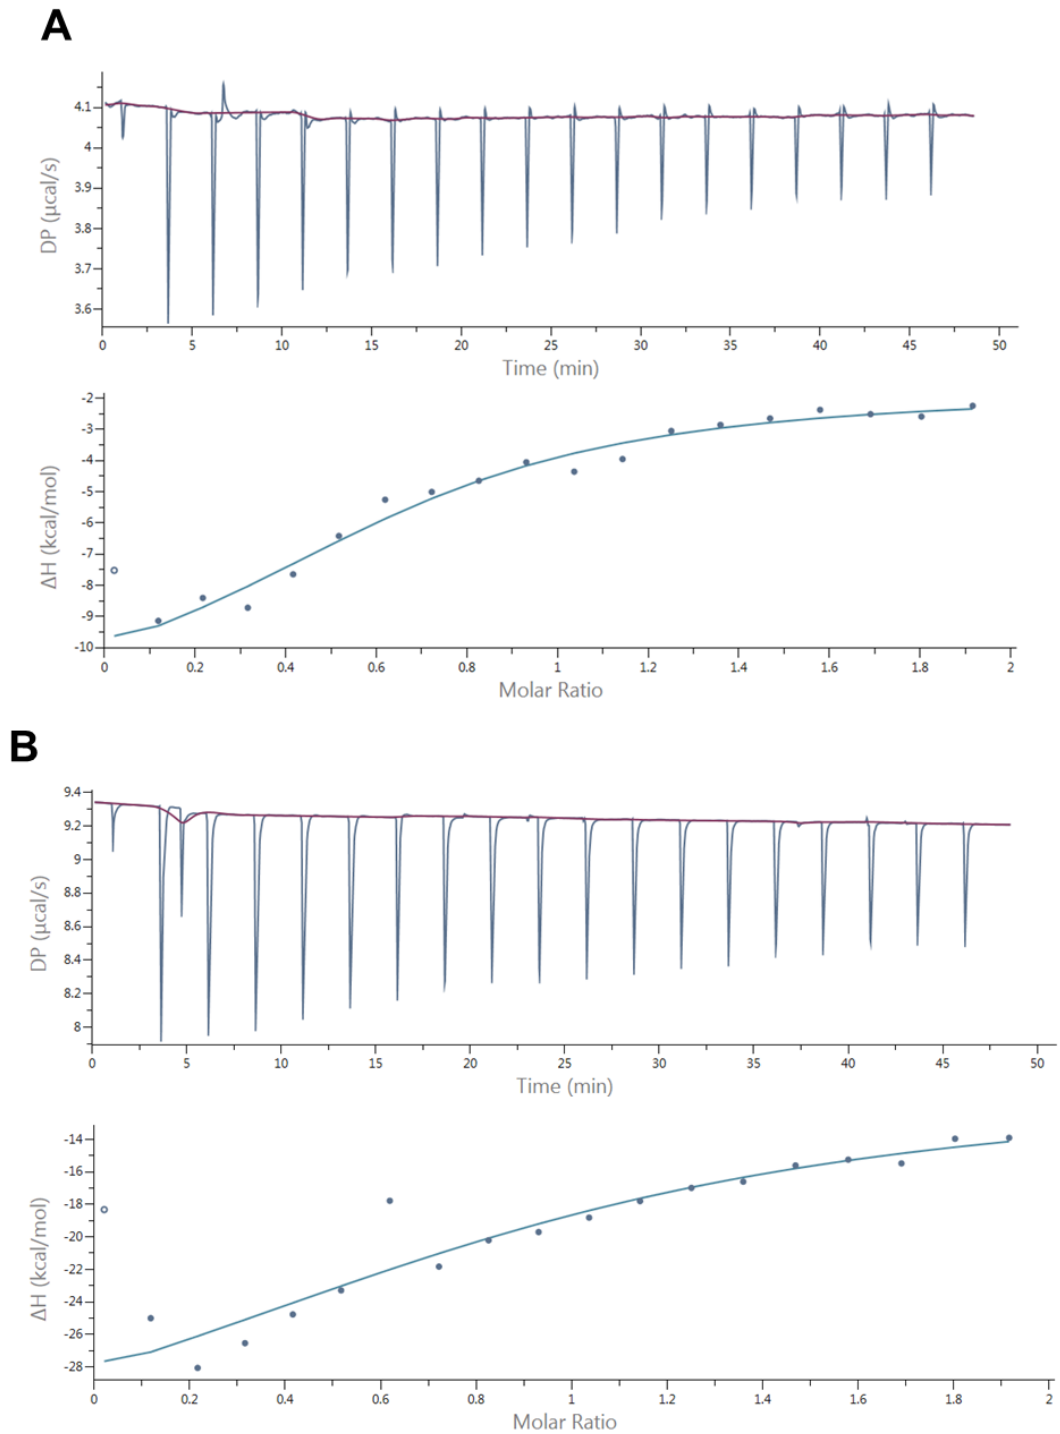 A
DP (µcal/s)
4.1
4
3.9
3.8
3.7
3.6
0 5 10 15 20 25 30 35 40 45 50
Time (min)
ΔH (kcal/mol)
-2
-3
-4
-5
-6
-7
-8
-9
-10
0 0.2 0.4 0.6 0.8 1 1.2 1.4 1.6 1.8 2
Molar Ratio
B
DP (µcal/s)
9.4
9.2
9
8.8
8.6
8.4
8.2
8
0 5 10 15 20 25 30 35 40 45 50
Time (min)
ΔH (kcal/mol)
-14
-16
-18
-20
-22
-24
-26
-28
0 0.2 0.4 0.6 0.8 1 1.2 1.4 1.6 1.8 2
Molar Ratio